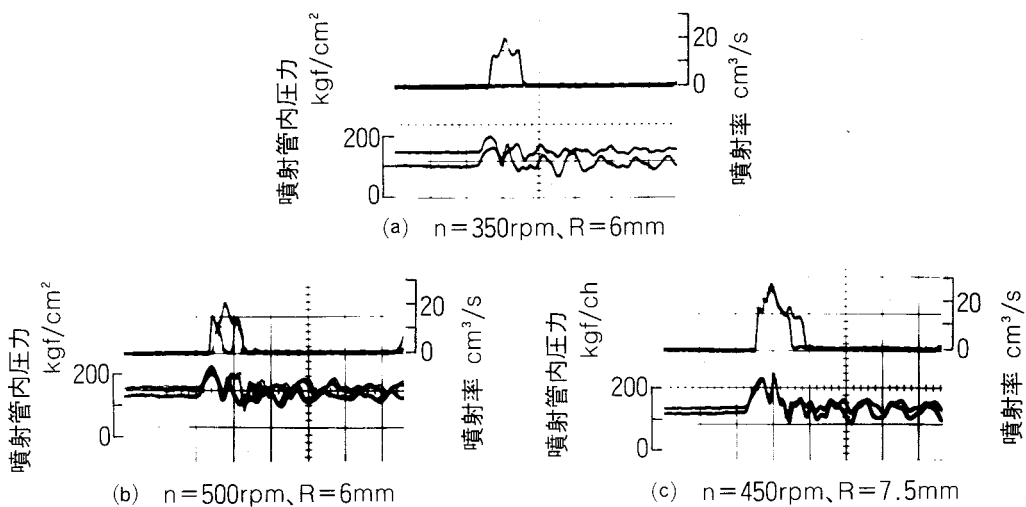 噴射管内圧力
kgf/cm²
200
0
20
0
噴射率 cm³/s
(a) n=350rpm、R=6mm
噴射管内圧力
kgf/cm²
200
0
20
0
噴射率 cm³/s
(b) n=500rpm、R=6mm
噴射管内圧力
kgf/ch
200
0
20
0
噴射率 cm³/s
(c) n=450rpm、R=7.5mm